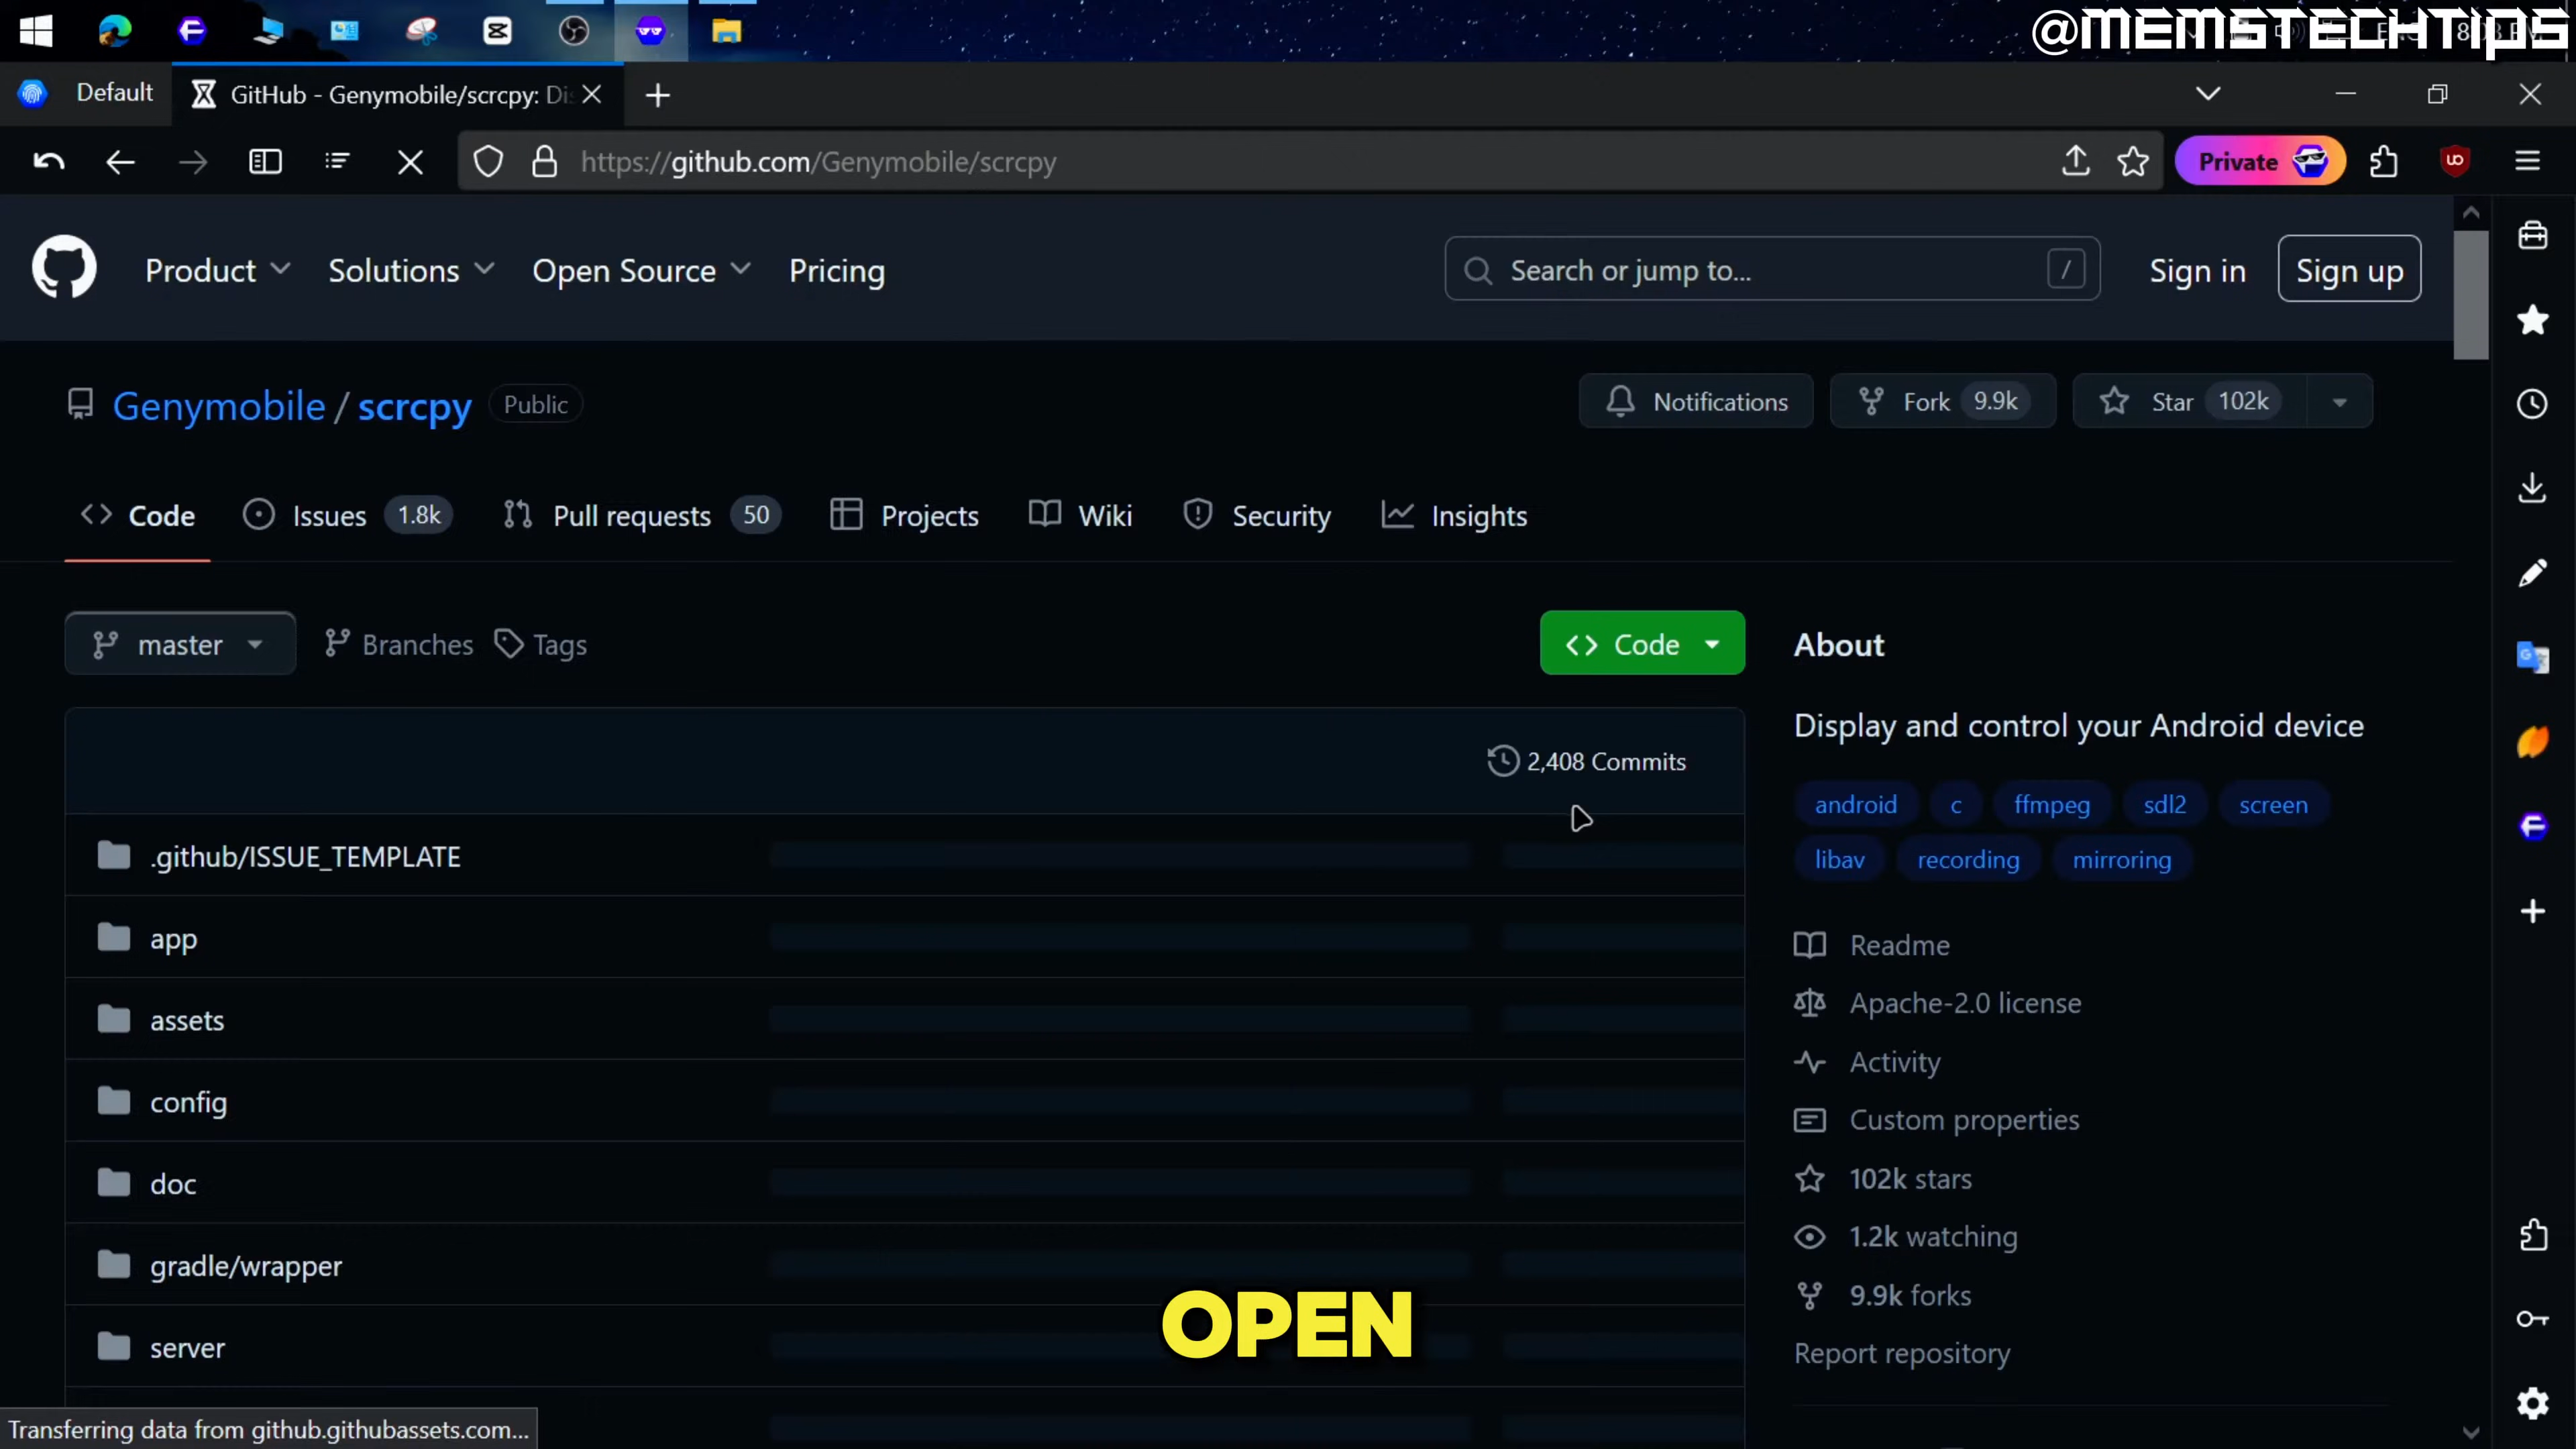 @MEMSTECHTIPS
Default
GitHub - Genymobile/scrcpy: Dis
https://github.com/Genymobile/scrcpy
Private
Product
Solutions
Open Source
Pricing
Search or jump to...
/
Sign in
Sign up
Genymobile / scrcpy
Public
Notifications
Fork 9.9k
Star 102k
Code
Issues 1.8k
Pull requests 50
Projects
Wiki
Security
Insights
master
Branches
Tags
Code
About
Display and control your Android device
2,408 Commits
android
c
ffmpeg
sdl2
screen
libav
recording
mirroring
.github/ISSUE_TEMPLATE
app
assets
config
doc
gradle/wrapper
server
Readme
Apache-2.0 license
Activity
Custom properties
102k stars
1.2k watching
9.9k forks
Report repository
OPEN
Transferring data from github.githubassets.com...